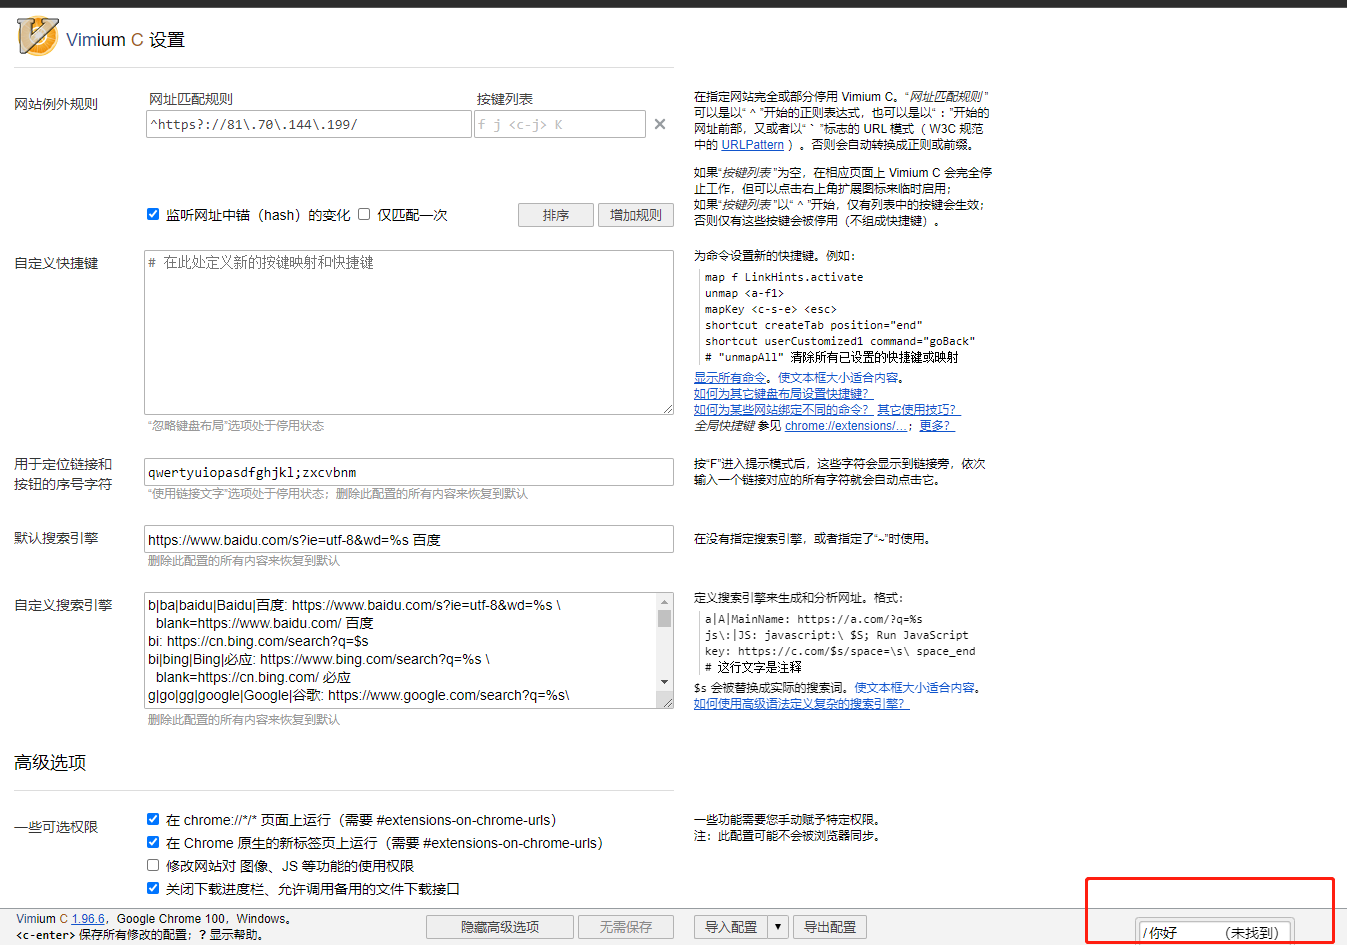 Vimium C 设置
网站例外规则
网址匹配规则
按键列表
^https?://81\.70\.144\.199/
f j <c-j> K
监听网址中锚（hash）的变化
仅匹配一次
排序
增加规则
在指定网站完全或部分停用 Vimium C。“网址匹配规则”
可以是以“ ^ ”开始的正则表达式，也可以是以“ : ”开始的
网址前部，又或者以“ ` ”标志的 URL 模式（ W3C 规范
中的 URLPattern ）。否则会自动转换成正则或前缀。
如果“按键列表”为空，在相应页面上 Vimium C 会完全停
止工作，但可以点击右上角扩展图标来临时启用；
如果“按键列表”以“ ^ ”开始，仅有列表中的按键会生效；
否则仅有这些按键会被停用（不组成快捷键）。
自定义快捷键
# 在此处定义新的按键映射和快捷键
“忽略键盘布局”选项处于停用状态
为命令设置新的快捷键。例如：
map f LinkHints.activate
unmap <a-f1>
mapKey <c-s-e> <esc>
shortcut createTab position="end"
shortcut userCustomized1 command="goBack"
# "unmapAll" 清除所有已设置的快捷键或映射
显示所有命令。使文本框大小适合内容。
如何为其它键盘布局设置快捷键？
如何为某些网站绑定不同的命令？ 其它使用技巧？
全局快捷键 参见 chrome://extensions/…；更多？
用于定位链接和
按钮的序号字符
qwertyuiopasdfghjkl;zxcvbnm
“使用链接文字”选项处于停用状态；删除此配置的所有内容来恢复到默认
按“F”进入提示模式后，这些字符会显示到链接旁，依次
输入一个链接对应的所有字符就会自动点击它。
默认搜索引擎
https://www.baidu.com/s?ie=utf-8&wd=%s 百度
删除此配置的所有内容来恢复到默认
在没有指定搜索引擎，或者指定了“~”时使用。
自定义搜索引擎
b|ba|baidu|Baidu|百度: https://www.baidu.com/s?ie=utf-8&wd=%s \
blank=https://www.baidu.com/ 百度
bi: https://cn.bing.com/search?q=$s
bi|bing|Bing|必应: https://www.bing.com/search?q=%s \
blank=https://cn.bing.com/ 必应
g|go|gg|google|Google|谷歌: https://www.google.com/search?q=%s\
删除此配置的所有内容来恢复到默认
定义搜索引擎来生成和分析网址。格式：
a|A|MainName: https://a.com/?q=%s
js\:|JS: javascript:\ $S; Run JavaScript
key: https://c.com/$s/space=\s\ space_end
# 这行文字是注释
$s 会被替换成实际的搜索词。使文本框大小适合内容。
如何使用高级语法定义复杂的搜索引擎？
高级选项
一些可选权限
在 chrome://*/* 页面上运行（需要 #extensions-on-chrome-urls）
在 Chrome 原生的新标签页上运行（需要 #extensions-on-chrome-urls）
修改网站对 图像、JS 等功能的使用权限
关闭下载进度栏、允许调用备用的文件下载接口
一些功能需要您手动赋予特定权限。
注：此配置可能不会被浏览器同步。
Vimium C 1.96.6，Google Chrome 100，Windows。
<c-enter> 保存所有修改的配置；? 显示帮助。
隐藏高级选项
无需保存
导入配置
导出配置
/你好 （未找到）